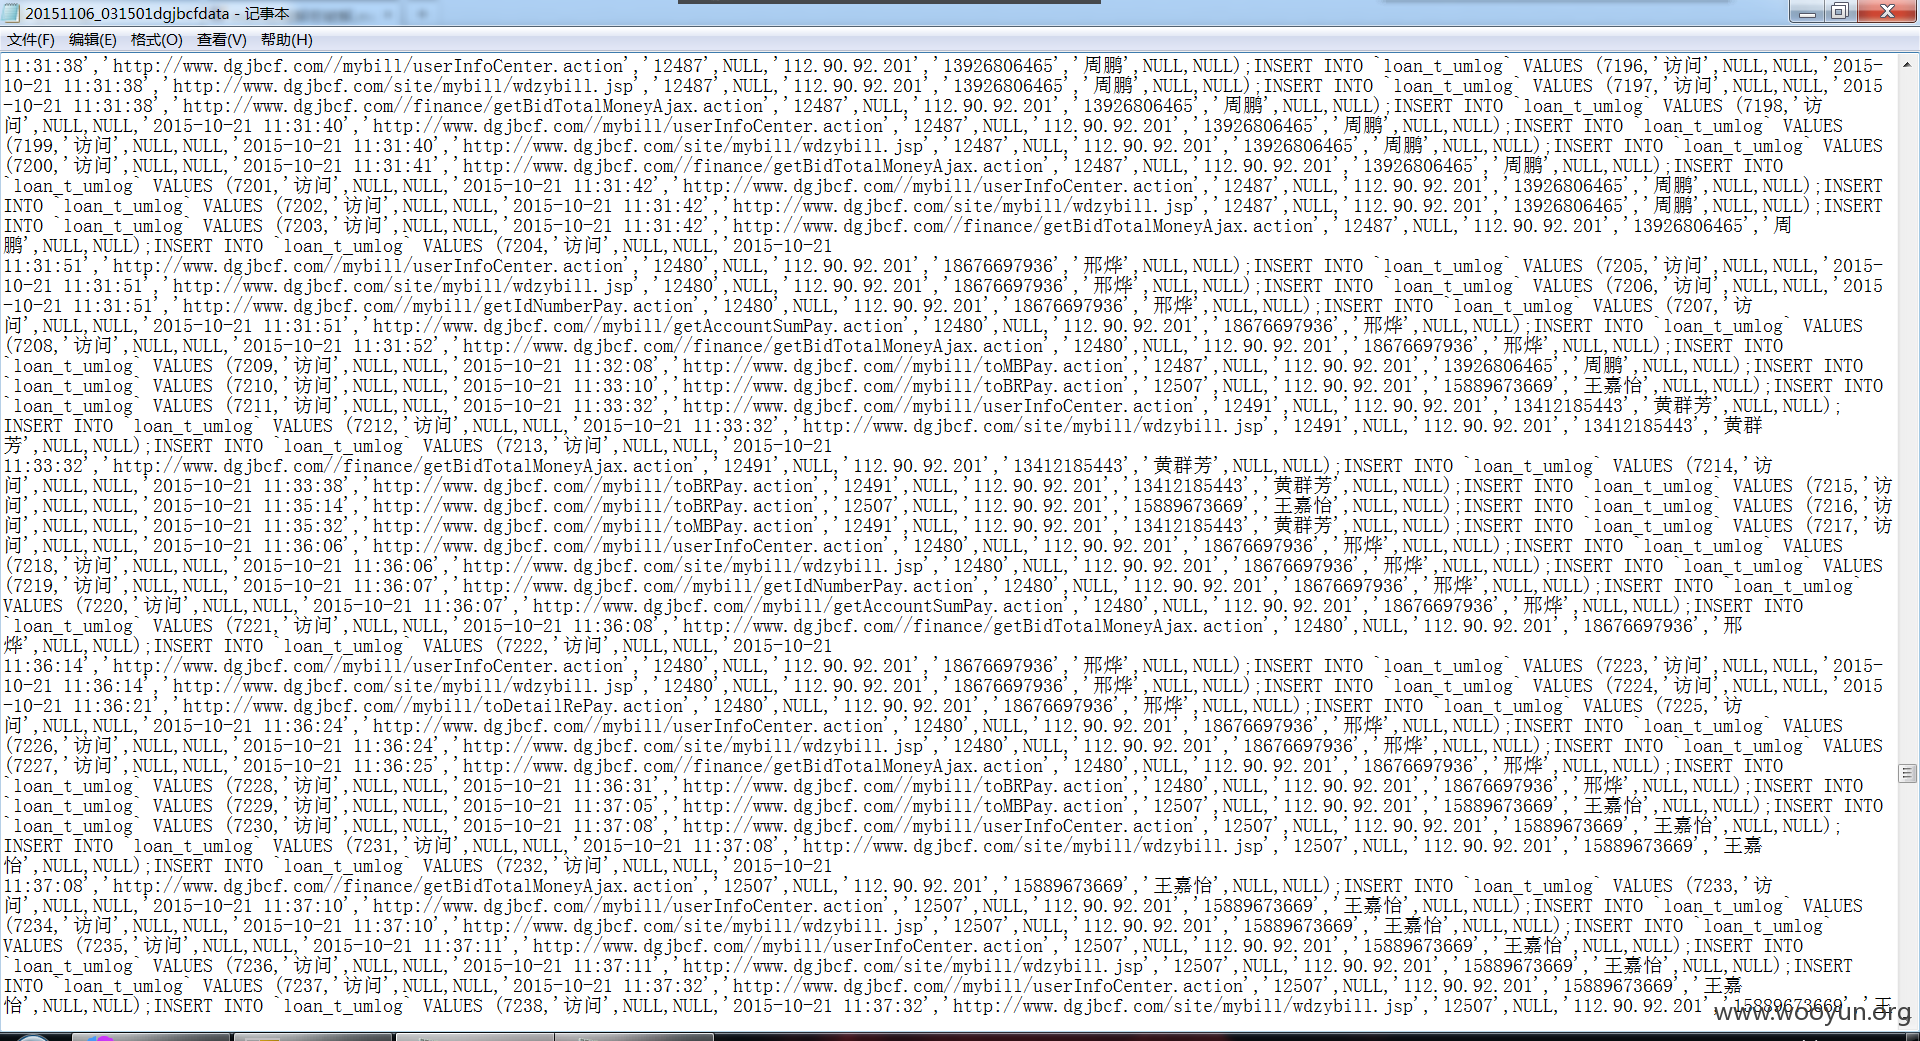 20151106_031501dgjbcfdata - 记事本
文件(F) 编辑(E) 格式(O) 查看(V) 帮助(H)
11:31:38','http://www.dgjbcf.com//mybill/userInfoCenter.action','12487',NULL,'112.90.92.201','13926806465','周鹏',NULL,NULL);INSERT INTO `loan_t_umlog` VALUES (7196,'访问',NULL,NULL,'2015-
10-21 11:31:38','http://www.dgjbcf.com/site/mybill/wdzybill.jsp','12487',NULL,'112.90.92.201','13926806465','周鹏',NULL,NULL);INSERT INTO `loan_t_umlog` VALUES (7197,'访问',NULL,NULL,'2015
-10-21 11:31:38','http://www.dgjbcf.com//finance/getBidTotalMoneyAjax.action','12487',NULL,'112.90.92.201','13926806465','周鹏',NULL,NULL);INSERT INTO `loan_t_umlog` VALUES (7198,'访
问',NULL,NULL,'2015-10-21 11:31:40','http://www.dgjbcf.com//mybill/userInfoCenter.action','12487',NULL,'112.90.92.201','13926806465','周鹏',NULL,NULL);INSERT INTO `loan_t_umlog` VALUES
(7199,'访问',NULL,NULL,'2015-10-21 11:31:40','http://www.dgjbcf.com/site/mybill/wdzybill.jsp','12487',NULL,'112.90.92.201','13926806465','周鹏',NULL,NULL);INSERT INTO `loan_t_umlog` VALUES
(7200,'访问',NULL,NULL,'2015-10-21 11:31:41','http://www.dgjbcf.com//finance/getBidTotalMoneyAjax.action','12487',NULL,'112.90.92.201','13926806465','周鹏',NULL,NULL);INSERT INTO
`loan_t_umlog` VALUES (7201,'访问',NULL,NULL,'2015-10-21 11:31:42','http://www.dgjbcf.com//mybill/userInfoCenter.action','12487',NULL,'112.90.92.201','13926806465','周鹏',NULL,NULL);INSERT
INTO `loan_t_umlog` VALUES (7202,'访问',NULL,NULL,'2015-10-21 11:31:42','http://www.dgjbcf.com/site/mybill/wdzybill.jsp','12487',NULL,'112.90.92.201','13926806465','周鹏',NULL,NULL);INSERT
INTO `loan_t_umlog` VALUES (7203,'访问',NULL,NULL,'2015-10-21 11:31:42','http://www.dgjbcf.com//finance/getBidTotalMoneyAjax.action','12487',NULL,'112.90.92.201','13926806465','周
鹏',NULL,NULL);INSERT INTO `loan_t_umlog` VALUES (7204,'访问',NULL,NULL,'2015-10-21
11:31:51','http://www.dgjbcf.com//mybill/userInfoCenter.action','12480',NULL,'112.90.92.201','18676697936','邢烨',NULL,NULL);INSERT INTO `loan_t_umlog` VALUES (7205,'访问',NULL,NULL,'2015-
10-21 11:31:51','http://www.dgjbcf.com/site/mybill/wdzybill.jsp','12480',NULL,'112.90.92.201','18676697936','邢烨',NULL,NULL);INSERT INTO `loan_t_umlog` VALUES (7206,'访问',NULL,NULL,'2015
-10-21 11:31:51','http://www.dgjbcf.com//mybill/getIdNumberPay.action','12480',NULL,'112.90.92.201','18676697936','邢烨',NULL,NULL);INSERT INTO `loan_t_umlog` VALUES (7207,'访
问',NULL,NULL,'2015-10-21 11:31:51','http://www.dgjbcf.com//mybill/getAccountSumPay.action','12480',NULL,'112.90.92.201','18676697936','邢烨',NULL,NULL);INSERT INTO `loan_t_umlog` VALUES
(7208,'访问',NULL,NULL,'2015-10-21 11:31:52','http://www.dgjbcf.com//finance/getBidTotalMoneyAjax.action','12480',NULL,'112.90.92.201','18676697936','邢烨',NULL,NULL);INSERT INTO
`loan_t_umlog` VALUES (7209,'访问',NULL,NULL,'2015-10-21 11:32:08','http://www.dgjbcf.com//mybill/toMBPay.action','12487',NULL,'112.90.92.201','13926806465','周鹏',NULL,NULL);INSERT INTO
`loan_t_umlog` VALUES (7210,'访问',NULL,NULL,'2015-10-21 11:33:10','http://www.dgjbcf.com//mybill/toBRPay.action','12507',NULL,'112.90.92.201','15889673669','王嘉怡',NULL,NULL);INSERT INTO
`loan_t_umlog` VALUES (7211,'访问',NULL,NULL,'2015-10-21 11:33:32','http://www.dgjbcf.com//mybill/userInfoCenter.action','12491',NULL,'112.90.92.201','13412185443','黄群芳',NULL,NULL);
INSERT INTO `loan_t_umlog` VALUES (7212,'访问',NULL,NULL,'2015-10-21 11:33:32','http://www.dgjbcf.com/site/mybill/wdzybill.jsp','12491',NULL,'112.90.92.201','13412185443','黄群
芳',NULL,NULL);INSERT INTO `loan_t_umlog` VALUES (7213,'访问',NULL,NULL,'2015-10-21
11:33:32','http://www.dgjbcf.com//finance/getBidTotalMoneyAjax.action','12491',NULL,'112.90.92.201','13412185443','黄群芳',NULL,NULL);INSERT INTO `loan_t_umlog` VALUES (7214,'访
问',NULL,NULL,'2015-10-21 11:33:38','http://www.dgjbcf.com//mybill/toBRPay.action','12491',NULL,'112.90.92.201','13412185443','黄群芳',NULL,NULL);INSERT INTO `loan_t_umlog` VALUES (7215,'访
问',NULL,NULL,'2015-10-21 11:35:14','http://www.dgjbcf.com//mybill/toBRPay.action','12507',NULL,'112.90.92.201','15889673669','王嘉怡',NULL,NULL);INSERT INTO `loan_t_umlog` VALUES (7216,'访
问',NULL,NULL,'2015-10-21 11:35:32','http://www.dgjbcf.com//mybill/toMBPay.action','12491',NULL,'112.90.92.201','13412185443','黄群芳',NULL,NULL);INSERT INTO `loan_t_umlog` VALUES (7217,'访
问',NULL,NULL,'2015-10-21 11:36:06','http://www.dgjbcf.com//mybill/userInfoCenter.action','12480',NULL,'112.90.92.201','18676697936','邢烨',NULL,NULL);INSERT INTO `loan_t_umlog` VALUES
(7218,'访问',NULL,NULL,'2015-10-21 11:36:06','http://www.dgjbcf.com/site/mybill/wdzybill.jsp','12480',NULL,'112.90.92.201','18676697936','邢烨',NULL,NULL);INSERT INTO `loan_t_umlog` VALUES
(7219,'访问',NULL,NULL,'2015-10-21 11:36:07','http://www.dgjbcf.com//mybill/getIdNumberPay.action','12480',NULL,'112.90.92.201','18676697936','邢烨',NULL,NULL);INSERT INTO `loan_t_umlog`
VALUES (7220,'访问',NULL,NULL,'2015-10-21 11:36:07','http://www.dgjbcf.com//mybill/getAccountSumPay.action','12480',NULL,'112.90.92.201','18676697936','邢烨',NULL,NULL);INSERT INTO
`loan_t_umlog` VALUES (7221,'访问',NULL,NULL,'2015-10-21 11:36:08','http://www.dgjbcf.com//finance/getBidTotalMoneyAjax.action','12480',NULL,'112.90.92.201','18676697936','邢
烨',NULL,NULL);INSERT INTO `loan_t_umlog` VALUES (7222,'访问',NULL,NULL,'2015-10-21
11:36:14','http://www.dgjbcf.com//mybill/userInfoCenter.action','12480',NULL,'112.90.92.201','18676697936','邢烨',NULL,NULL);INSERT INTO `loan_t_umlog` VALUES (7223,'访问',NULL,NULL,'2015-
10-21 11:36:14','http://www.dgjbcf.com/site/mybill/wdzybill.jsp','12480',NULL,'112.90.92.201','18676697936','邢烨',NULL,NULL);INSERT INTO `loan_t_umlog` VALUES (7224,'访问',NULL,NULL,'2015
-10-21 11:36:21','http://www.dgjbcf.com//mybill/toDetailRePay.action','12480',NULL,'112.90.92.201','18676697936','邢烨',NULL,NULL);INSERT INTO `loan_t_umlog` VALUES (7225,'访
问',NULL,NULL,'2015-10-21 11:36:24','http://www.dgjbcf.com//mybill/userInfoCenter.action','12480',NULL,'112.90.92.201','18676697936','邢烨',NULL,NULL);INSERT INTO `loan_t_umlog` VALUES
(7226,'访问',NULL,NULL,'2015-10-21 11:36:24','http://www.dgjbcf.com/site/mybill/wdzybill.jsp','12480',NULL,'112.90.92.201','18676697936','邢烨',NULL,NULL);INSERT INTO `loan_t_umlog` VALUES
(7227,'访问',NULL,NULL,'2015-10-21 11:36:25','http://www.dgjbcf.com//finance/getBidTotalMoneyAjax.action','12480',NULL,'112.90.92.201','18676697936','邢烨',NULL,NULL);INSERT INTO
`loan_t_umlog` VALUES (7228,'访问',NULL,NULL,'2015-10-21 11:36:31','http://www.dgjbcf.com//mybill/toBRPay.action','12480',NULL,'112.90.92.201','18676697936','邢烨',NULL,NULL);INSERT INTO
`loan_t_umlog` VALUES (7229,'访问',NULL,NULL,'2015-10-21 11:37:05','http://www.dgjbcf.com//mybill/toMBPay.action','12507',NULL,'112.90.92.201','15889673669','王嘉怡',NULL,NULL);INSERT INTO
`loan_t_umlog` VALUES (7230,'访问',NULL,NULL,'2015-10-21 11:37:08','http://www.dgjbcf.com//mybill/userInfoCenter.action','12507',NULL,'112.90.92.201','15889673669','王嘉怡',NULL,NULL);
INSERT INTO `loan_t_umlog` VALUES (7231,'访问',NULL,NULL,'2015-10-21 11:37:08','http://www.dgjbcf.com/site/mybill/wdzybill.jsp','12507',NULL,'112.90.92.201','15889673669','王嘉
怡',NULL,NULL);INSERT INTO `loan_t_umlog` VALUES (7232,'访问',NULL,NULL,'2015-10-21
11:37:08','http://www.dgjbcf.com//finance/getBidTotalMoneyAjax.action','12507',NULL,'112.90.92.201','15889673669','王嘉怡',NULL,NULL);INSERT INTO `loan_t_umlog` VALUES (7233,'访
问',NULL,NULL,'2015-10-21 11:37:10','http://www.dgjbcf.com//mybill/userInfoCenter.action','12507',NULL,'112.90.92.201','15889673669','王嘉怡',NULL,NULL);INSERT INTO `loan_t_umlog` VALUES
(7234,'访问',NULL,NULL,'2015-10-21 11:37:10','http://www.dgjbcf.com/site/mybill/wdzybill.jsp','12507',NULL,'112.90.92.201','15889673669','王嘉怡',NULL,NULL);INSERT INTO `loan_t_umlog`
VALUES (7235,'访问',NULL,NULL,'2015-10-21 11:37:11','http://www.dgjbcf.com//mybill/userInfoCenter.action','12507',NULL,'112.90.92.201','15889673669','王嘉怡',NULL,NULL);INSERT INTO
`loan_t_umlog` VALUES (7236,'访问',NULL,NULL,'2015-10-21 11:37:11','http://www.dgjbcf.com/site/mybill/wdzybill.jsp','12507',NULL,'112.90.92.201','15889673669','王嘉怡',NULL,NULL);INSERT
INTO `loan_t_umlog` VALUES (7237,'访问',NULL,NULL,'2015-10-21 11:37:32','http://www.dgjbcf.com//mybill/userInfoCenter.action','12507',NULL,'112.90.92.201','15889673669','王嘉
怡',NULL,NULL);INSERT INTO `loan_t_umlog` VALUES (7238,'访问',NULL,NULL,'2015-10-21 11:37:32','http://www.dgjbcf.com/site/mybill/wdzybill.jsp','12507',NULL,'112.90.92.201','15889673669','王
www.wooyun.org